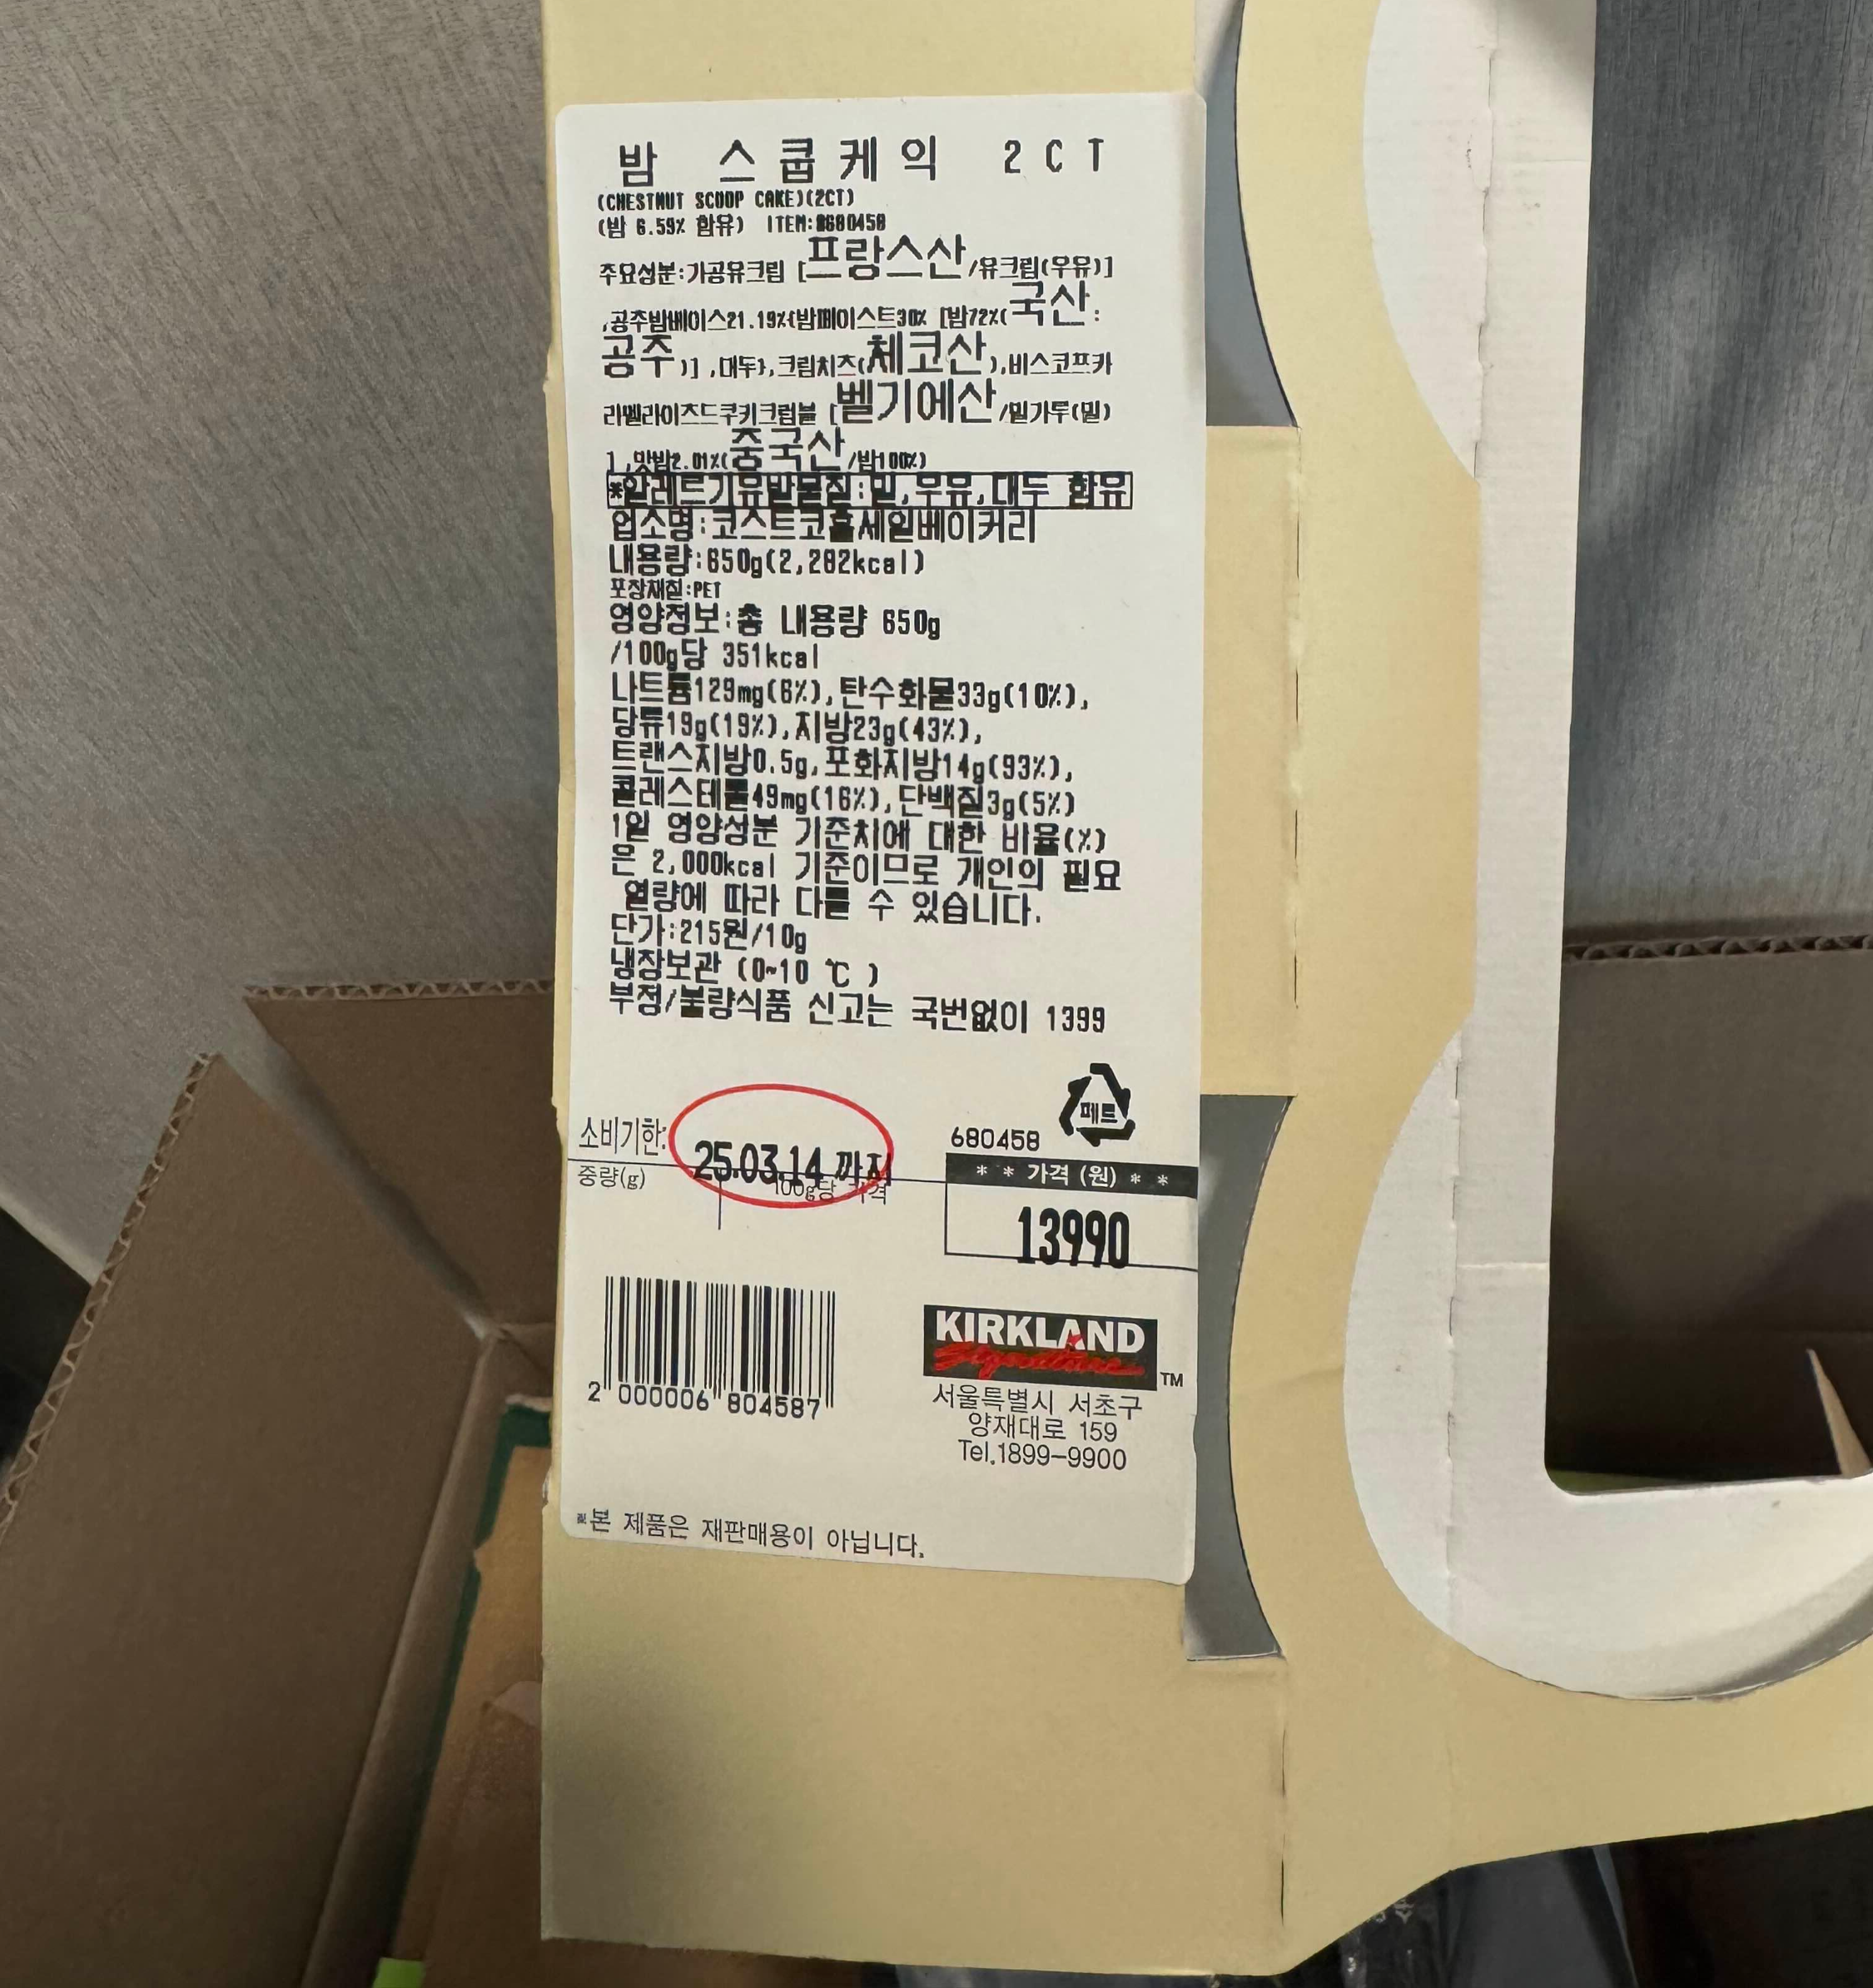 밤 스쿱케익 2CT
(CHESTNUT SCOOP CAKE)(2CT)
(밤 6.59% 함유) ITEM:
주요성분:가공유크림 [프랑스산/유크림(우유)]
,공주밤베이스21.19%{밤페이스트30% [밤72%(국산:
공주)] ,대두},크림치즈(체코산),비스코프카
라멜라이즈드쿠키크럼블 [벨기에산/밀가루(밀)
],맛밤2.01%(중국산/밤100%)
*알레르기유발물질:밀,우유,대두 함유
업소명:코스트코홀세일베이커리
내용량:650g(2,282kcal)
포장재질:PET
영양정보:총 내용량 650g
/100g당 351kcal
나트륨129mg(6%),탄수화물33g(10%),
당류19g(19%),지방23g(43%),
트랜스지방0.5g,포화지방14g(93%),
콜레스테롤49mg(16%),단백질3g(5%)
1일 영양성분 기준치에 대한 비율(%)
은 2,000kcal 기준이므로 개인의 필요
열량에 따라 다를 수 있습니다.
단가:215원/10g
냉장보관 (0~10 ℃ )
부정/불량식품 신고는 국번없이 1399
페트
소비기한: 25.03.14 까지
680458
중량(g) 100g당 가격
* * 가격 (원) * *
13990
2 000006 804587
KIRKLAND
Signature TM
서울특별시 서초구
양재대로 159
Tel.1899-9900
※본 제품은 재판매용이 아닙니다.